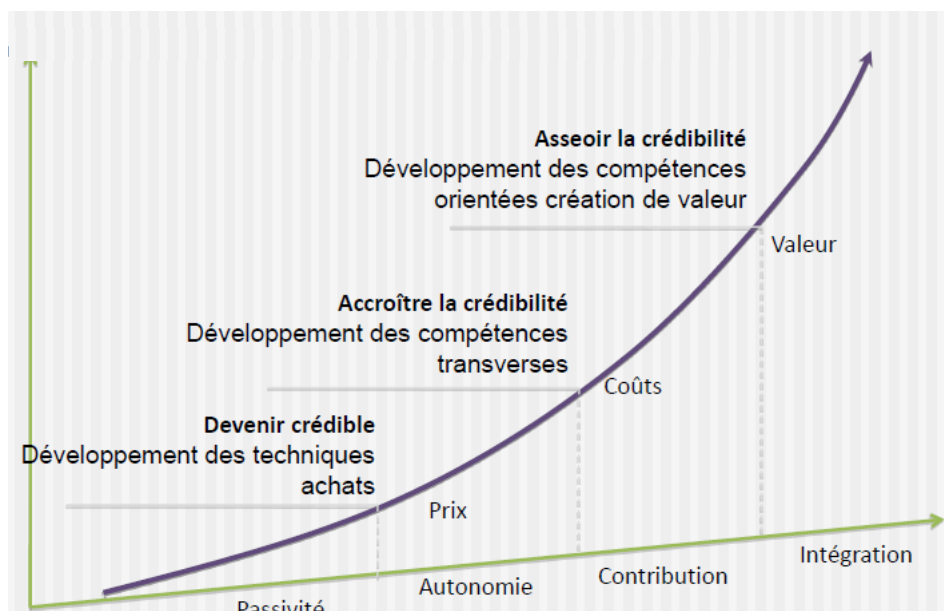 Asseoir la crédibilité
Développement des compétences
orientées création de valeur
Valeur
Accroître la crédibilité
Développement des compétences
transverses
Coûts
Devenir crédible
Développement des techniques
achats
Prix
Intégration
Contribution
Autonomie
Passivité